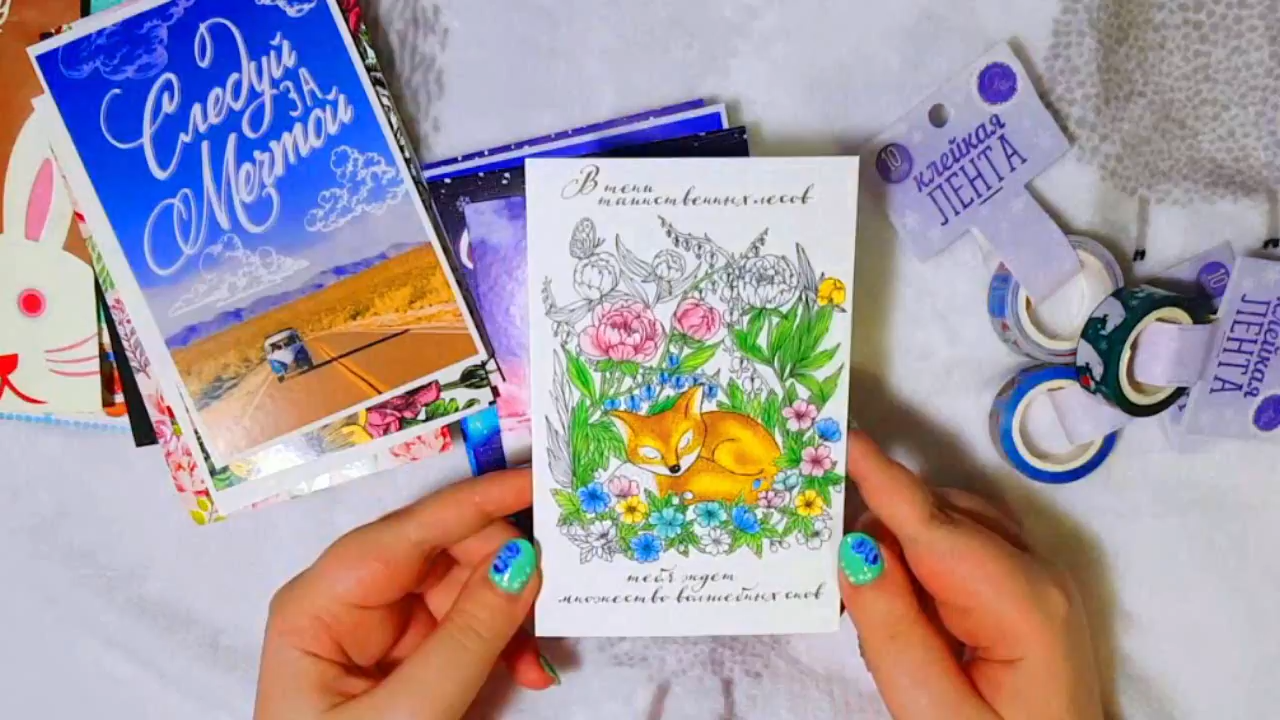 Следуй
за
Мечтой
В тени
таинственных лесов
тебя ждет
множество волшебных снов
10
клейкая
ЛЕНТА
10
клейкая
ЛЕНТА